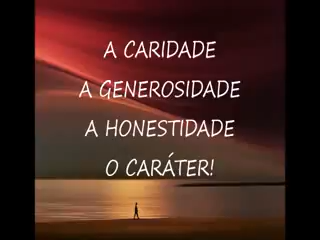 A CARIDADE
A GENEROSIDADE
A HONESTIDADE
O CARÁTER!